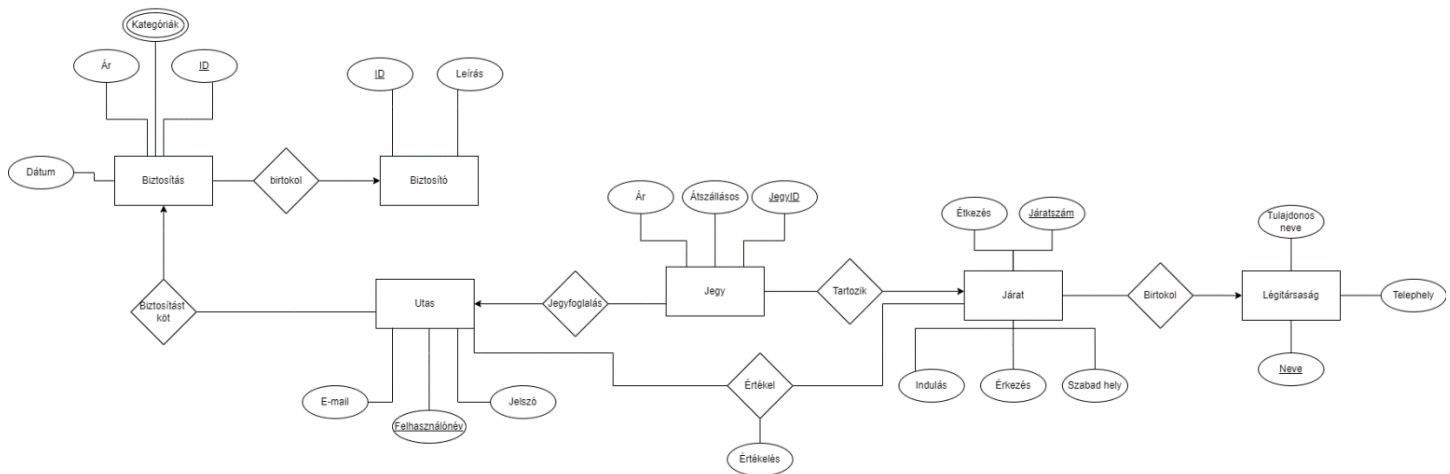 Kategóriák
Ár
ID
ID
Leírás
Dátum
Biztosítás
birtokol
Biztosító
Ár
Átszállásos
JegyID
Étkezés
Járatszám
Tulajdonos
neve
Biztosítást
köt
Utas
Jegyfoglalás
Jegy
Tartozik
Járat
Birtokol
Légitársaság
Telephely
E-mail
Felhasználónév
Jelszó
Értékel
Indulás
Érkezés
Szabad hely
Neve
Értékelés